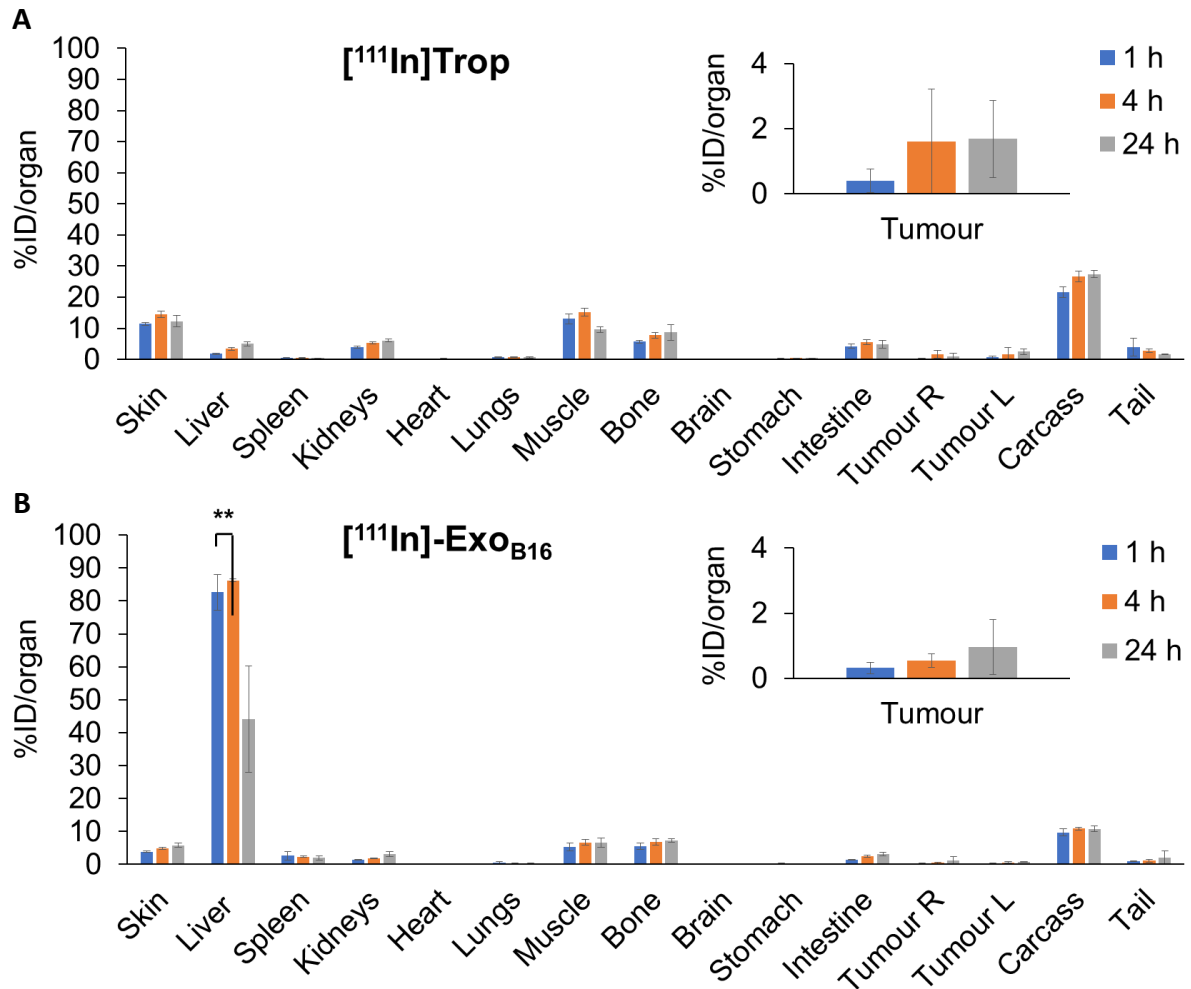 A
[¹¹¹In]Trop
%ID/organ
100
90
80
70
60
50
40
30
20
10
0
%ID/organ
4
2
0
Tumour
1 h
4 h
24 h
Skin
Liver
Spleen
Kidneys
Heart
Lungs
Muscle
Bone
Brain
Stomach
Intestine
Tumour R
Tumour L
Carcass
Tail
B
**
[¹¹¹In]-Exo_B16
%ID/organ
100
90
80
70
60
50
40
30
20
10
0
%ID/organ
4
2
0
Tumour
1 h
4 h
24 h
Skin
Liver
Spleen
Kidneys
Heart
Lungs
Muscle
Bone
Brain
Stomach
Intestine
Tumour R
Tumour L
Carcass
Tail